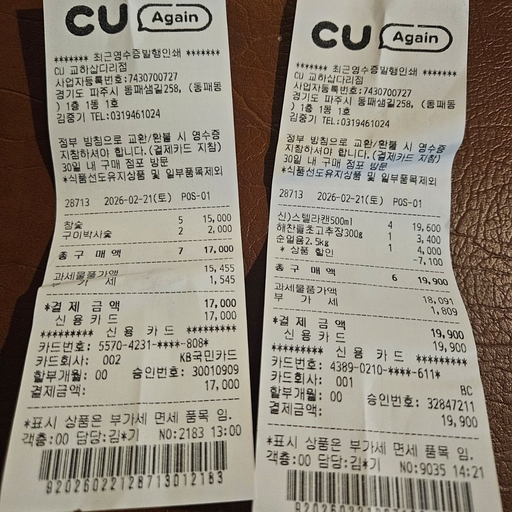 CU Again
******* 최근영수증발행인쇄 *******
CU 교하삽다리점
사업자등록번호:7430700727
경기도 파주시 동패샘길258, (동패동
) 1층 1동 1호
김중기 TEL:0319461024
정부 방침으로 교환/환불 시 영수증
지참하셔야 합니다.(결제카드 지참)
30일 내 구매 점포 방문
*식품선도유지상품 및 일부품목제외
28713 2026-02-21(토) POS-01
참숯 5 15,000
구이박사숯 2 2,000
총 구 매 액 7 17,000
과세물품가액 15,455
부 가 세 1,545
*결 제 금 액 17,000
신 용 카 드 17,000
********* 신 용 카 드 *********
카드번호: 5570-4231-****-808*
카드회사: 002 KB국민카드
할부개월: 00 승인번호: 30010909
결제금액: 17,000
*표시 상품은 부가세 면세 품목 임.
객층:00 담당:김*기 NO:2183 13:00
9202602212871301218​3
CU Again
******* 최근영수증발행인쇄 *******
CU 교하삽다리점
사업자등록번호:7430700727
경기도 파주시 동패샘길258, (동패동
) 1층 1동 1호
김중기 TEL:0319461024
정부 방침으로 교환/환불 시 영수증
지참하셔야 합니다.(결제카드 지참)
30일 내 구매 점포 방문
*식품선도유지상품 및 일부품목제외
28713 2026-02-21(토) POS-01
신)스텔라캔500ml 4 19,600
해찬들초고추장300g 1 3,400
순일염2.5kg 1 4,000
* 상품 할인 -7,100
총 구 매 액 6 19,900
과세물품가액 18,091
부 가 세 1,809
*결 제 금 액 19,900
신 용 카 드 19,900
********* 신 용 카 드 *********
카드번호: 4389-0210-****-611*
카드회사: 001 BC
할부개월: 00 승인번호: 32847211
결제금액: 19,900
*표시 상품은 부가세 면세 품목 임.
객층:00 담당:김*기 NO:9035 14:21